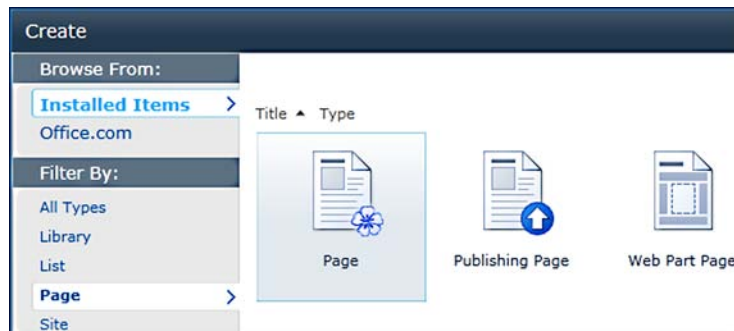 Create
Browse From:
Installed Items
Office.com
Filter By:
All Types
Library
List
Page
Site
Title Type
Page
Publishing Page
Web Part Page